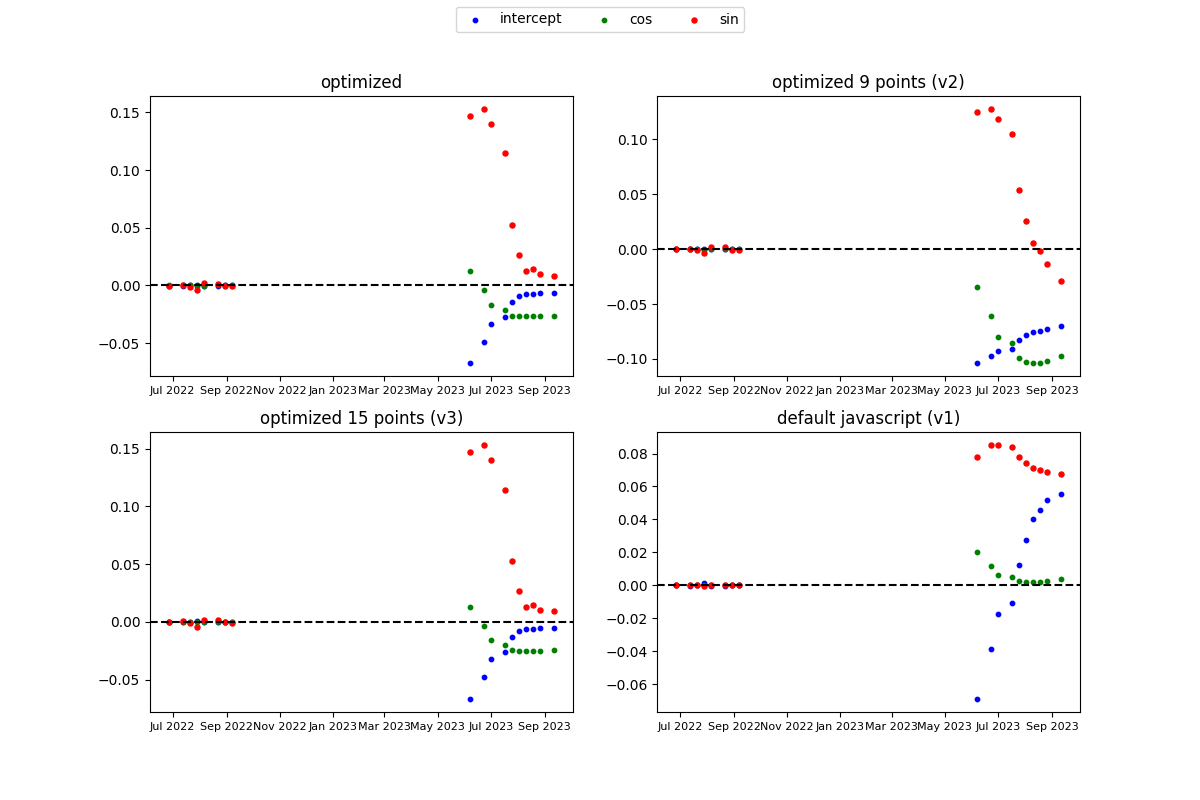 intercept cos sin
optimized
0.15
0.10
0.05
0.00
−0.05
Jul 2022 Sep 2022 Nov 2022 Jan 2023 Mar 2023 May 2023 Jul 2023 Sep 2023
optimized 9 points (v2)
0.10
0.05
0.00
−0.05
−0.10
Jul 2022 Sep 2022 Nov 2022 Jan 2023 Mar 2023 May 2023 Jul 2023 Sep 2023
optimized 15 points (v3)
0.15
0.10
0.05
0.00
−0.05
Jul 2022 Sep 2022 Nov 2022 Jan 2023 Mar 2023 May 2023 Jul 2023 Sep 2023
default javascript (v1)
0.08
0.06
0.04
0.02
0.00
−0.02
−0.04
−0.06
Jul 2022 Sep 2022 Nov 2022 Jan 2023 Mar 2023 May 2023 Jul 2023 Sep 2023